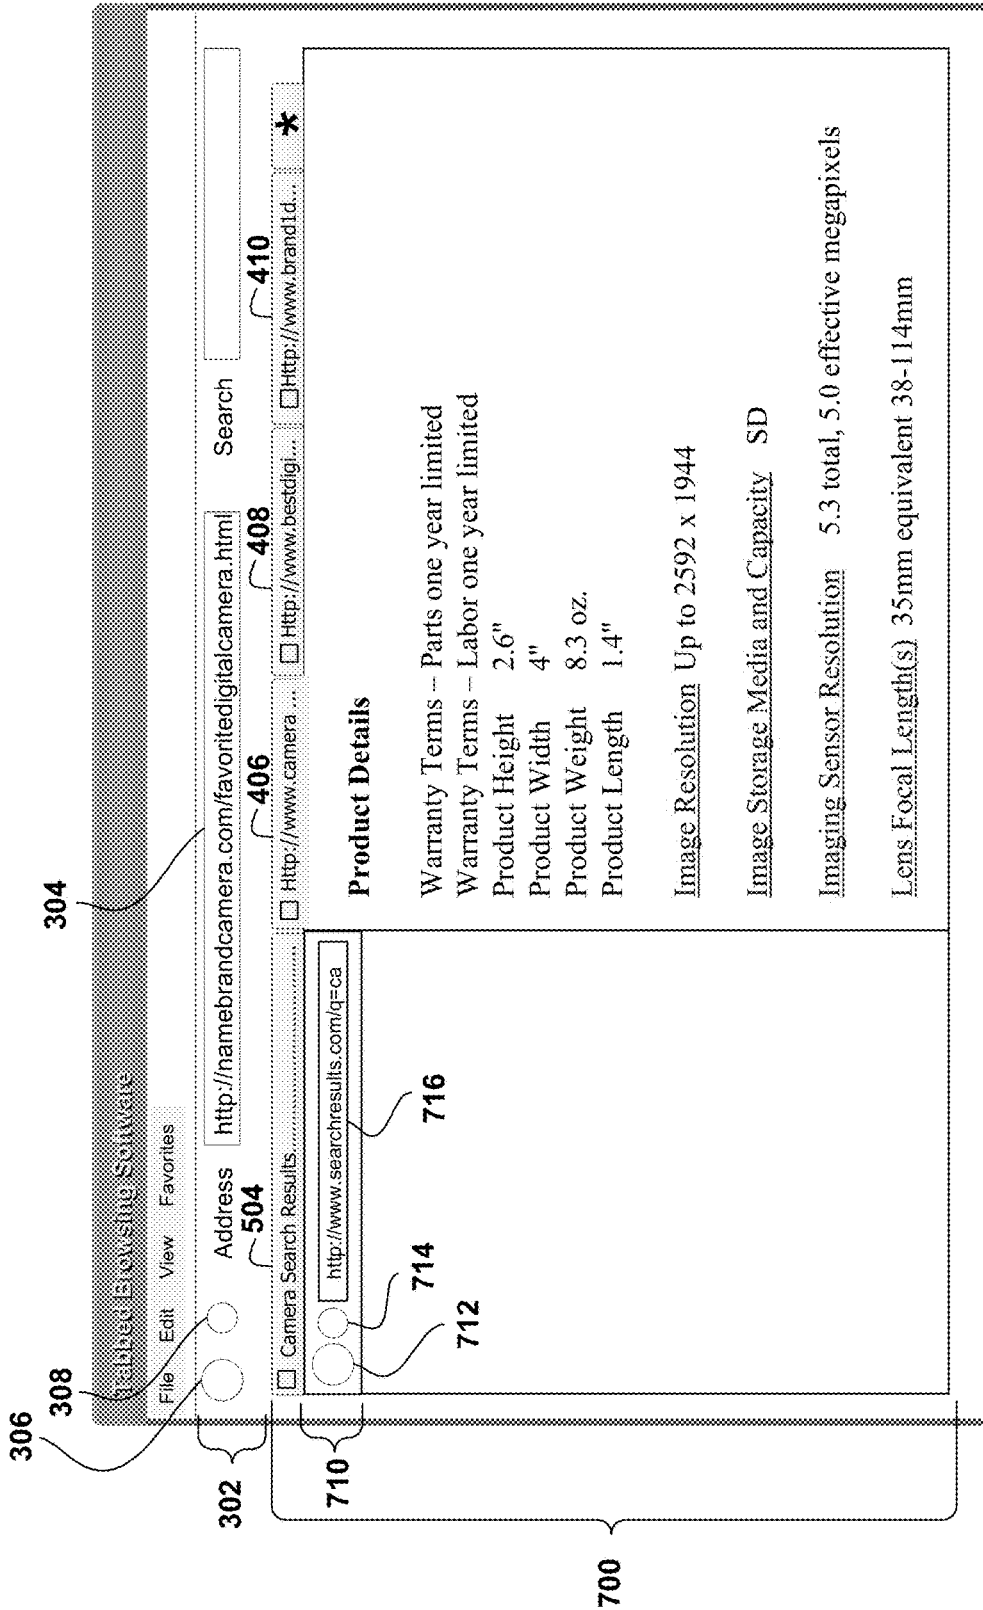 Tabbed Browsing Software
File Edit View Favorites
306
308
304
302
Address http://namebrandcamera.com/favoritedigitalcamera.html Search
504
406
408
410
Camera Search Results
Http://www.camera ...
Http://www.bestdigi...
Http://www.brand1d...
*
710
http://www.searchresults.com/q=ca
712
714
716
700
Product Details
Warranty Terms – Parts one year limited
Warranty Terms – Labor one year limited
Product Height 2.6"
Product Width 4"
Product Weight 8.3 oz.
Product Length 1.4"
Image Resolution Up to 2592 x 1944
Image Storage Media and Capacity SD
Imaging Sensor Resolution 5.3 total, 5.0 effective megapixels
Lens Focal Length(s) 35mm equivalent 38-114mm